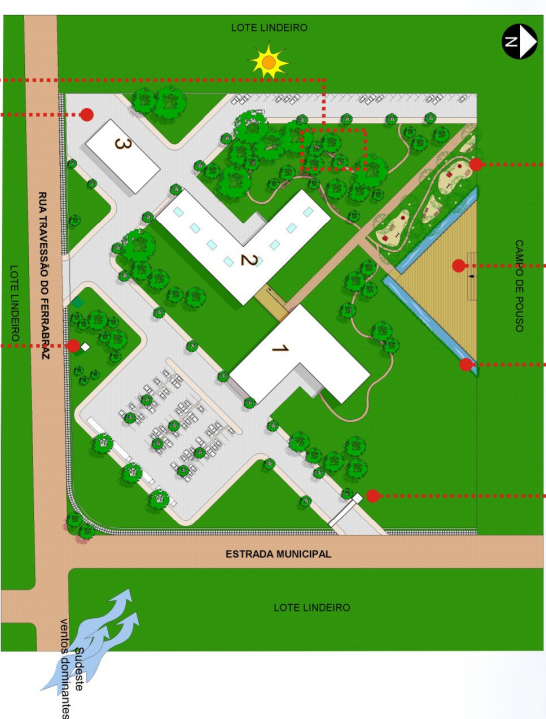 LOTE LINDEIRO
N
3
2
1
RUA TRAVESSÃO DO FERRABRAZ
LOTE LINDEIRO
CAMPO DE POUSO
ESTRADA MUNICIPAL
LOTE LINDEIRO
Sudeste
ventos dominantes